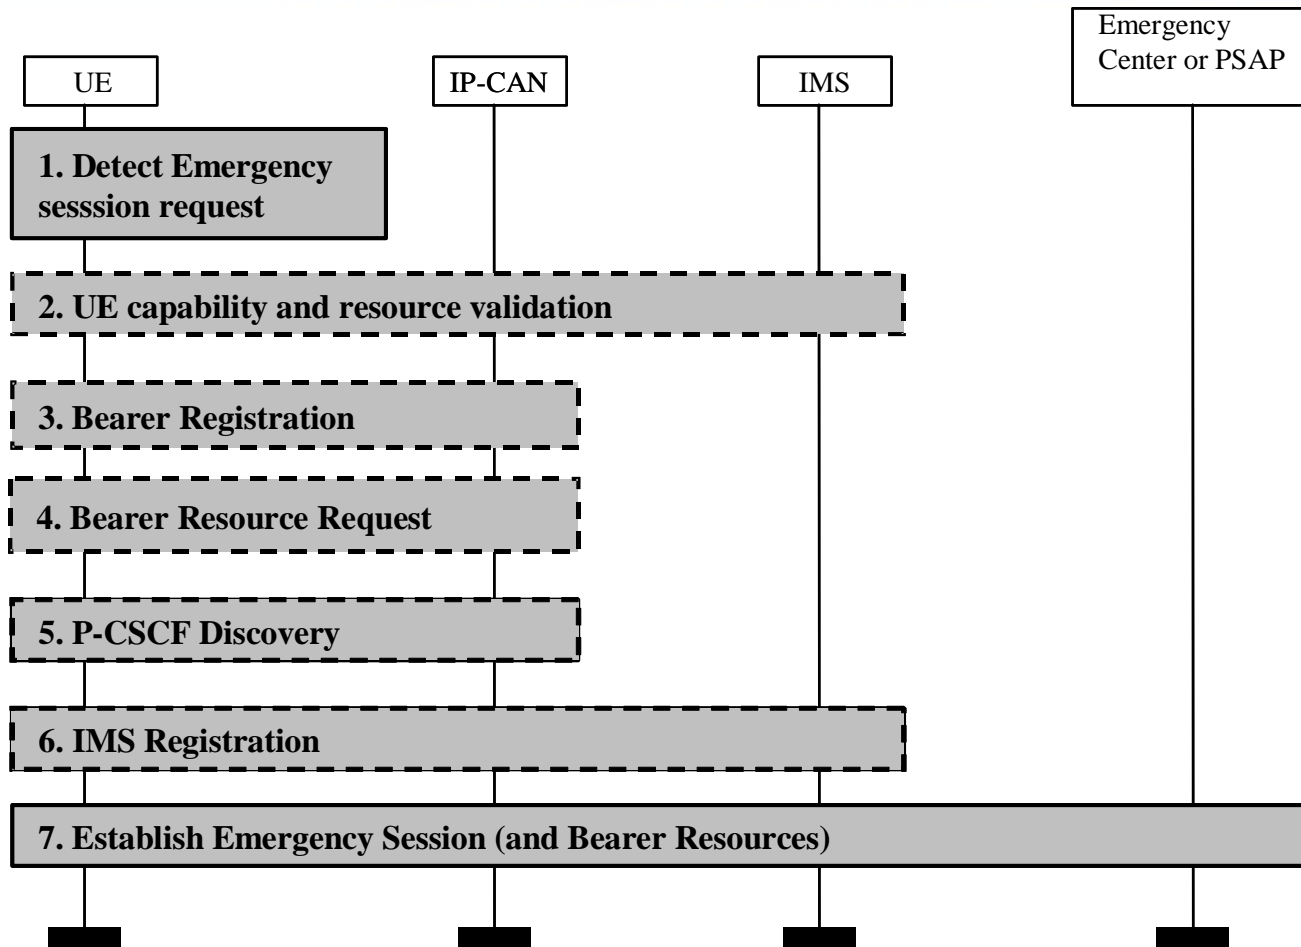 Emergency
Center or PSAP
UE
IP-CAN
IMS
1. Detect Emergency
sesssion request
2. UE capability and resource validation
3. Bearer Registration
4. Bearer Resource Request
5. P-CSCF Discovery
6. IMS Registration
7. Establish Emergency Session (and Bearer Resources)